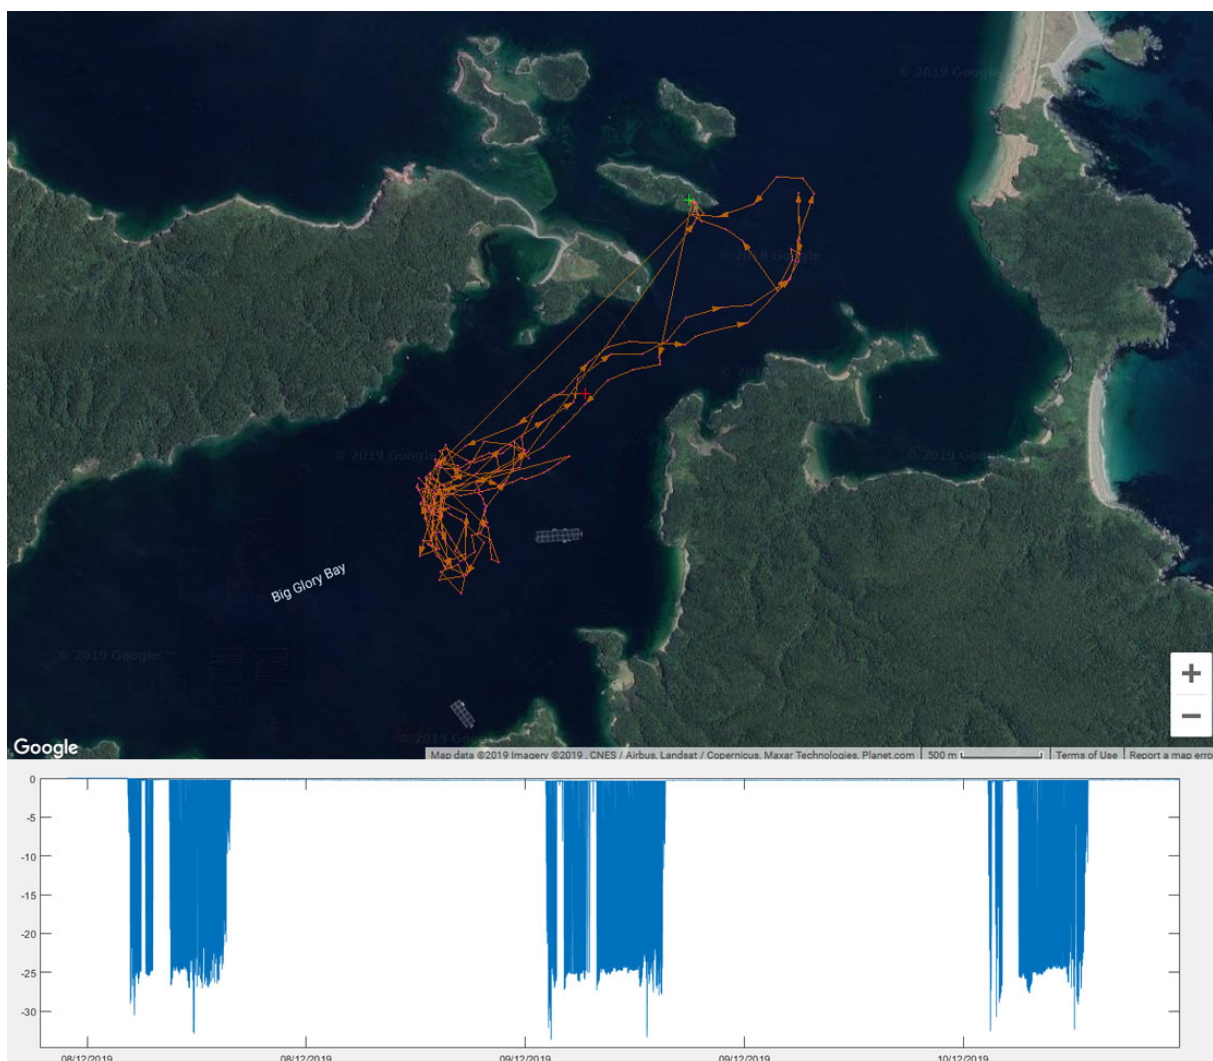 © 2019 Google
© 2019 Google
© 2019 Google
© 2019 Google
© 2019 Google
Big Glory Bay
© 2019 Google
© 2019 Google
+
−
Google
Map data ©2019 Imagery ©2019 , CNES / Airbus, Landsat / Copernicus, Maxar Technologies, Planet.com 500 m Terms of Use Report a map erro
0
-5
-10
-15
-20
-25
-30
08/12/2019 08/12/2019 09/12/2019 09/12/2019 10/12/2019